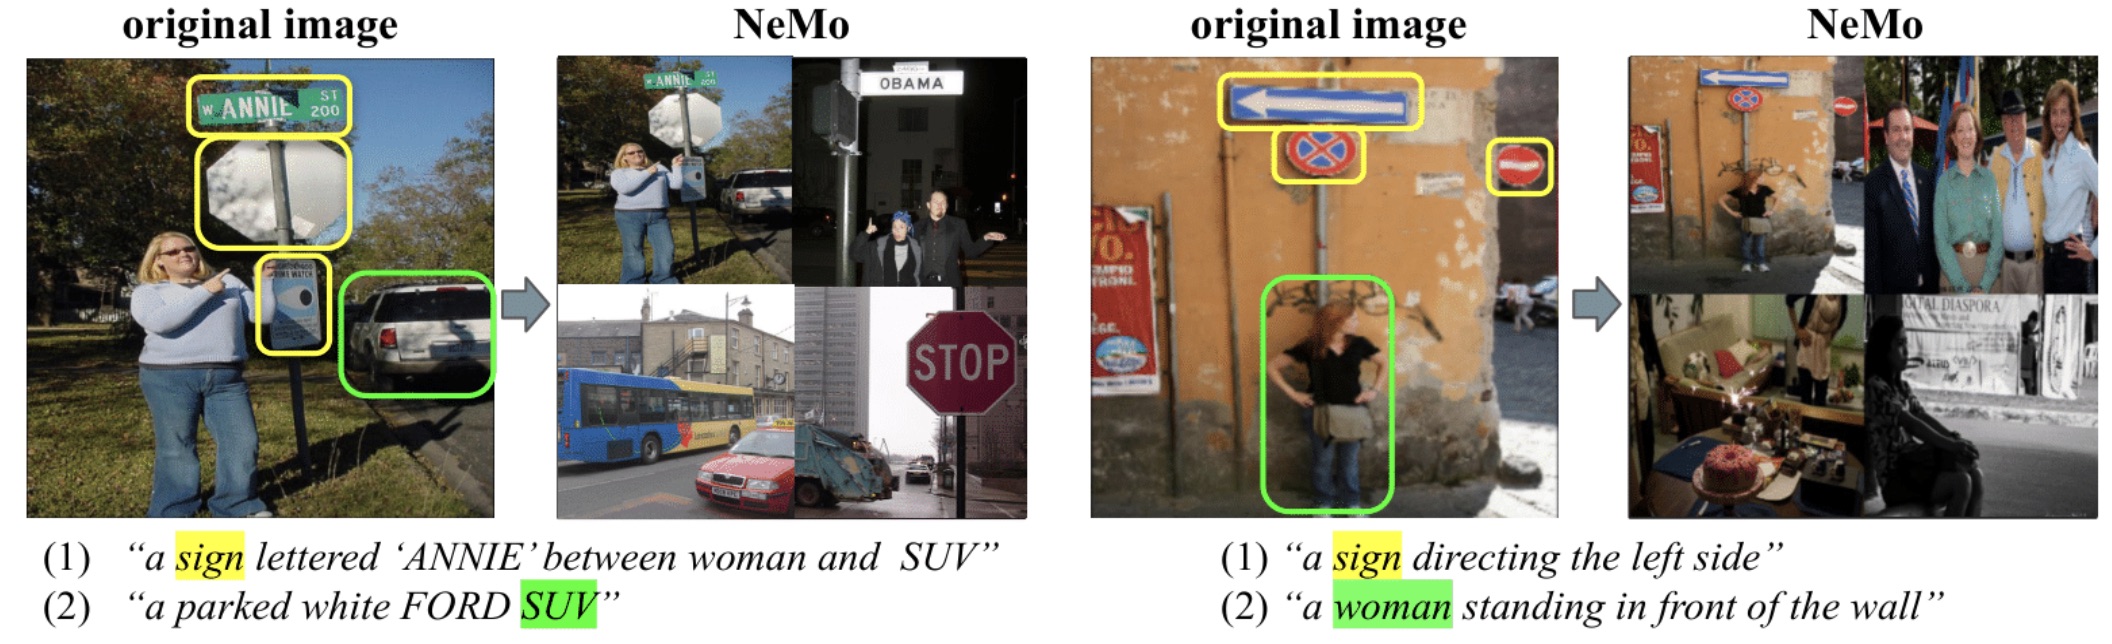 original image
NeMo
original image
NeMo
W. ANNIE ST 200
W. ANNIE ST 200
OBAMA
STOP
DIASPORA
(1) “a sign lettered ‘ANNIE’ between woman and SUV”
(2) “a parked white FORD SUV”
(1) “a sign directing the left side”
(2) “a woman standing in front of the wall”